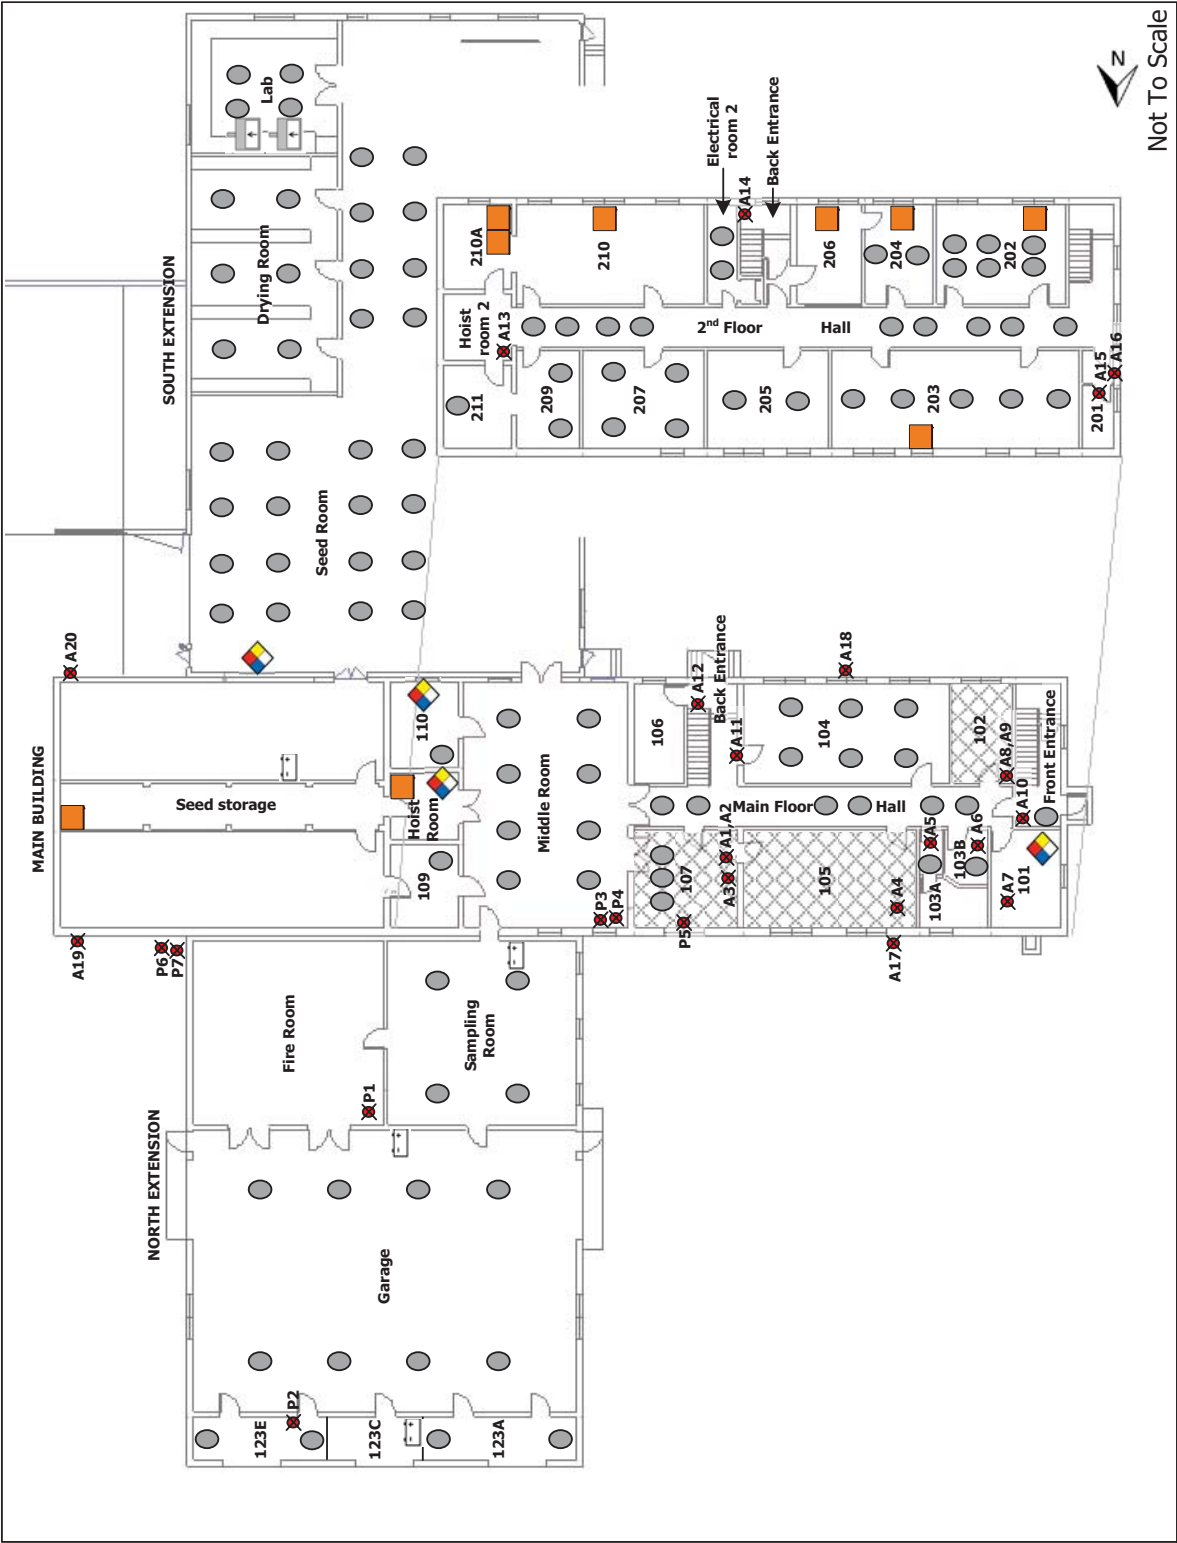 Not To Scale
N
MAIN BUILDING
SOUTH EXTENSION
NORTH EXTENSION
Lab
Drying Room
Seed Room
Electrical
room 2
Back Entrance
A14
210A
210
206
204
202
Hoist
room 2
A13
2nd Floor
Hall
211
209
207
205
203
201
A15
A16
A20
Seed storage
110
Hoist
Room
109
Middle Room
106
A12
Back Entrance
A11
104
A18
102
A8,A9
Front Entrance
A10
Main Floor
Hall
107
A1,A2
A3
105
A4
A5
103A
103B
A6
A7
101
P3
P4
P5
A17
A19
P6
P7
Fire Room
Sampling
Room
P1
Garage
P2
123E
123C
123A